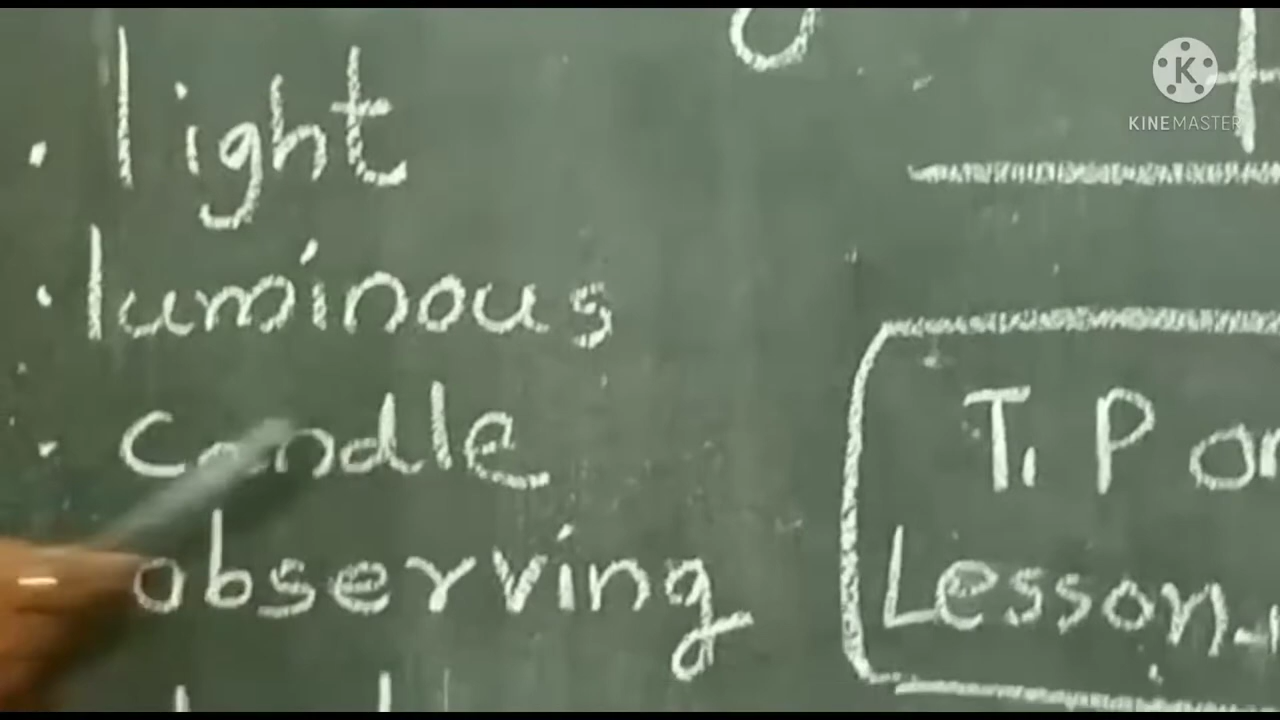 light
luminous
candle
observing
T. P
Lesson
KINEMASTER